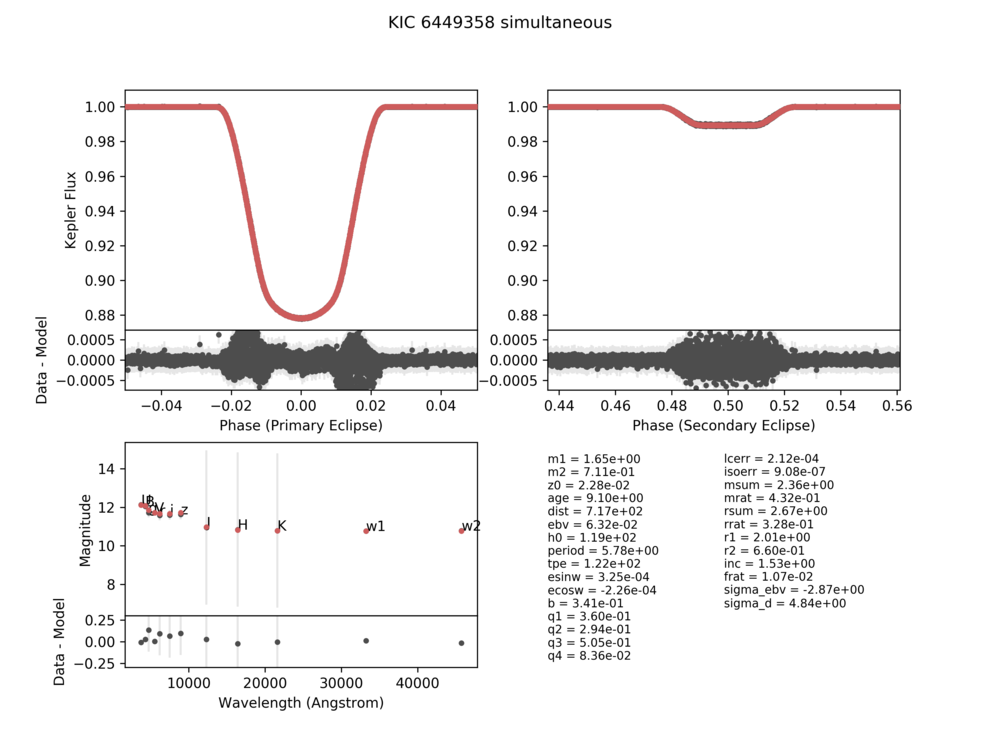 KIC 6449358 simultaneous
1.00
0.98
0.96
0.94
0.92
0.90
0.88
Kepler Flux
0.0005
0.0000
−0.0005
Data - Model
−0.04 −0.02 0.00 0.02 0.04
Phase (Primary Eclipse)
1.00
0.98
0.96
0.94
0.92
0.90
0.88
0.0005
0.0000
−0.0005
0.44 0.46 0.48 0.50 0.52 0.54 0.56
Phase (Secondary Eclipse)
14
12
10
8
Magnitude
U B V r i z J H K w1 w2
0.25
0.00
−0.25
Data - Model
10000 20000 30000 40000
Wavelength (Angstrom)
m1 = 1.65e+00
m2 = 7.11e-01
z0 = 2.28e-02
age = 9.10e+00
dist = 7.17e+02
ebv = 6.32e-02
h0 = 1.19e+02
period = 5.78e+00
tpe = 1.22e+02
esinw = 3.25e-04
ecosw = -2.26e-04
b = 3.41e-01
q1 = 3.60e-01
q2 = 2.94e-01
q3 = 5.05e-01
q4 = 8.36e-02
lcerr = 2.12e-04
isoerr = 9.08e-07
msum = 2.36e+00
mrat = 4.32e-01
rsum = 2.67e+00
rrat = 3.28e-01
r1 = 2.01e+00
r2 = 6.60e-01
inc = 1.53e+00
frat = 1.07e-02
sigma_ebv = -2.87e+00
sigma_d = 4.84e+00